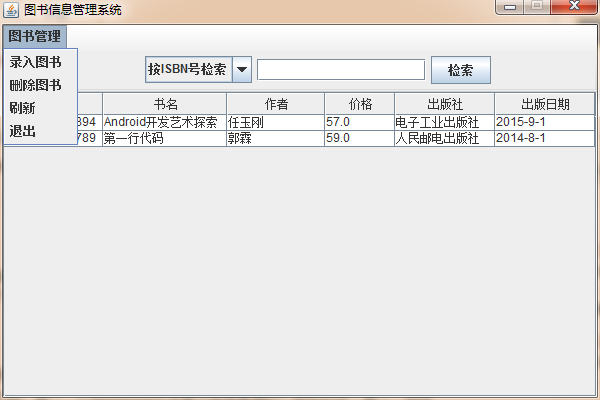 图书信息管理系统
图书管理
录入图书
删除图书
刷新
退出
按ISBN号检索 检索
书名 作者 价格 出版社 出版日期
394 Android开发艺术探索 任玉刚 57.0 电子工业出版社 2015-9-1
789 第一行代码 郭霖 59.0 人民邮电出版社 2014-8-1